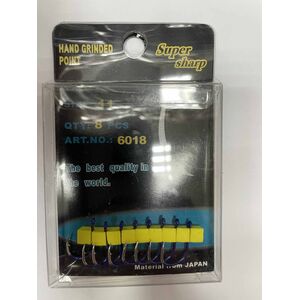 HAND GRINDED
POINT
Super
sharp
QTY: 8 PCS
ART.NO.: 6018
The best quality in
the world.
Material from JAPAN